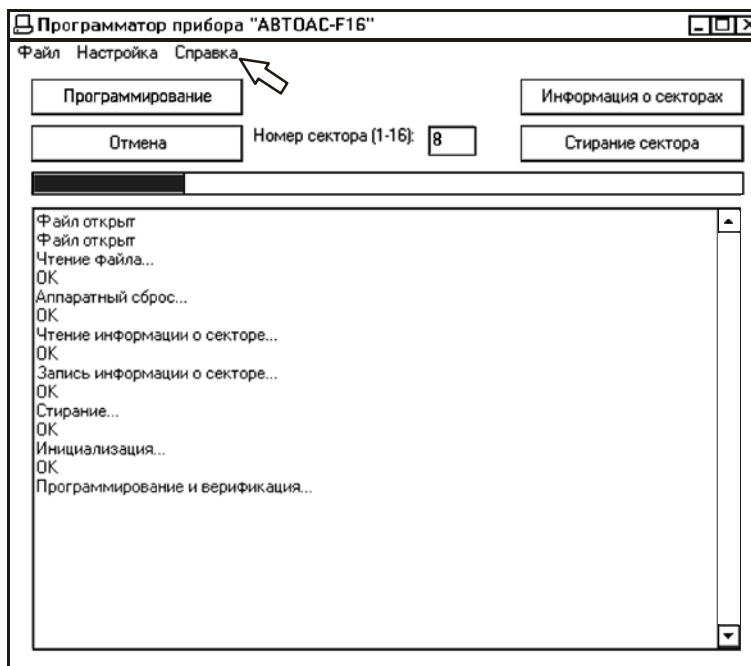 Программатор прибора "АВТОАС-F16"
Файл Настройка Справка
Программирование
Информация о секторах
Отмена
Номер сектора (1-16): 8
Стирание сектора
Файл открыт
Файл открыт
Чтение файла...
OK
Аппаратный сброс...
OK
Чтение информации о секторе...
OK
Запись информации о секторе...
OK
Стирание...
OK
Инициализация...
OK
Программирование и верификация...